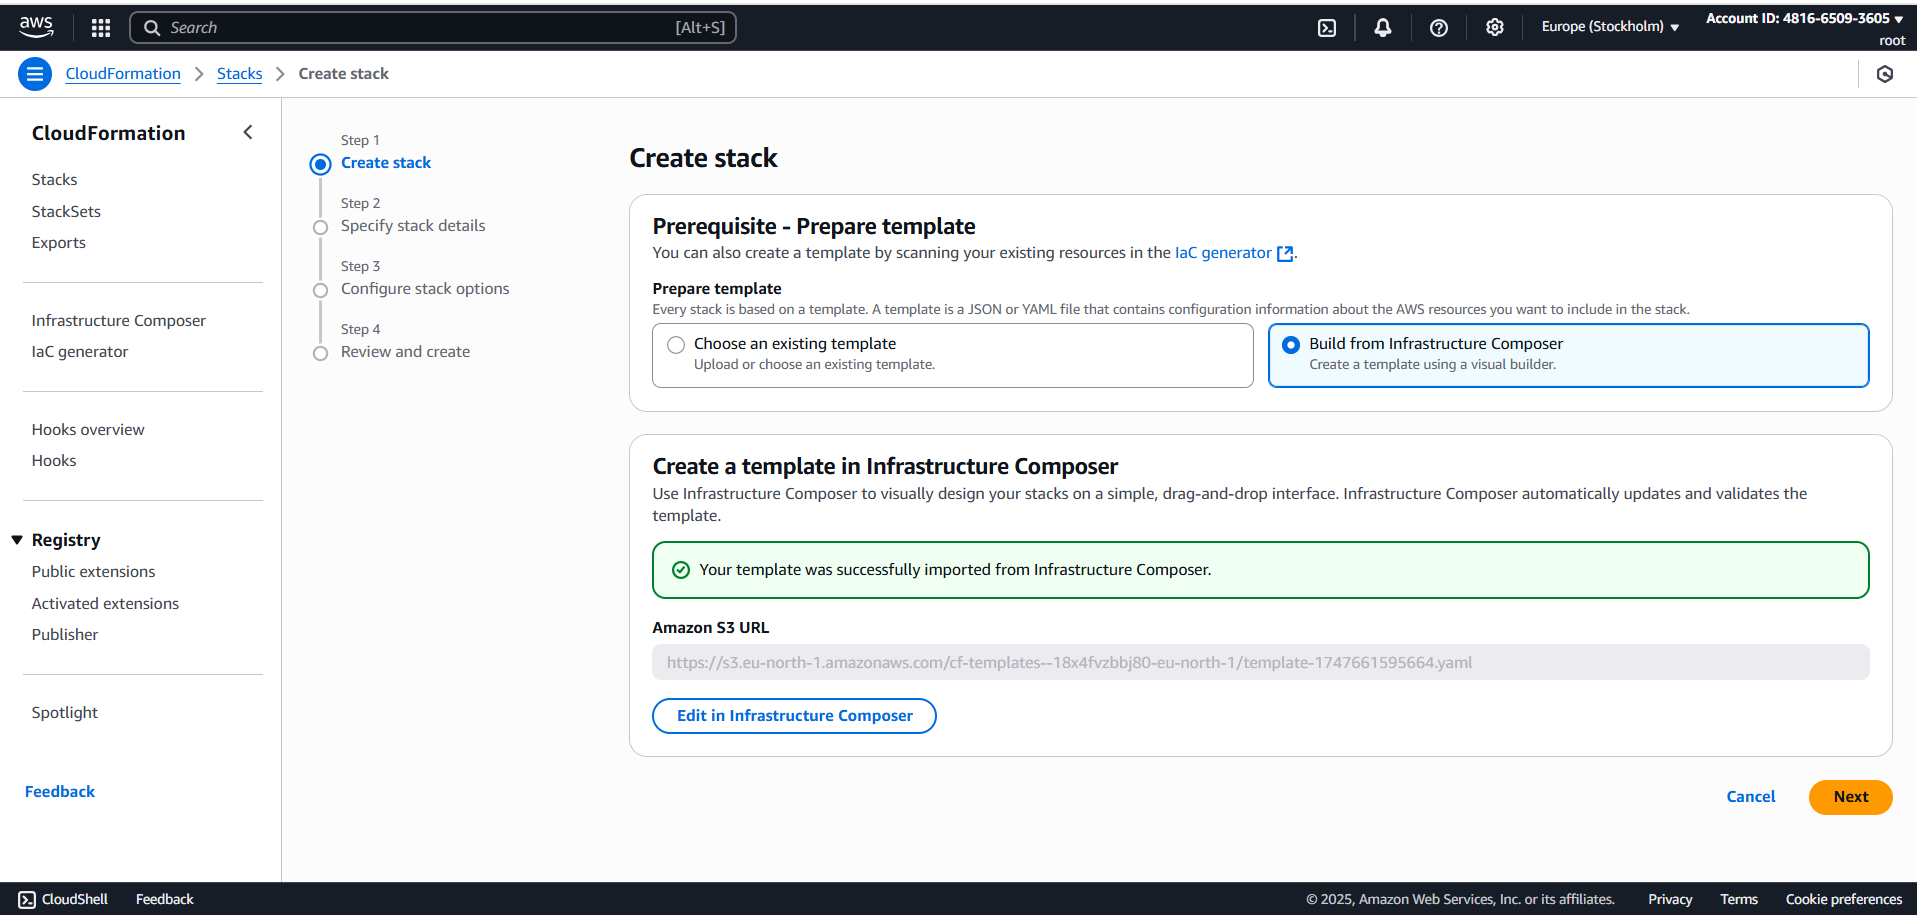 aws
Search
[Alt+S]
Europe (Stockholm)
Account ID: 4816-6509-3605
root
CloudFormation
Stacks
Create stack
CloudFormation
Stacks
StackSets
Exports
Infrastructure Composer
IaC generator
Hooks overview
Hooks
Registry
Public extensions
Activated extensions
Publisher
Spotlight
Feedback
Step 1
Create stack
Step 2
Specify stack details
Step 3
Configure stack options
Step 4
Review and create
Create stack
Prerequisite - Prepare template
You can also create a template by scanning your existing resources in the IaC generator.
Prepare template
Every stack is based on a template. A template is a JSON or YAML file that contains configuration information about the AWS resources you want to include in the stack.
Choose an existing template
Upload or choose an existing template.
Build from Infrastructure Composer
Create a template using a visual builder.
Create a template in Infrastructure Composer
Use Infrastructure Composer to visually design your stacks on a simple, drag-and-drop interface. Infrastructure Composer automatically updates and validates the
template.
Your template was successfully imported from Infrastructure Composer.
Amazon S3 URL
https://s3.eu-north-1.amazonaws.com/cf-templates--18x4fvzbbj80-eu-north-1/template-1747661595664.yaml
Edit in Infrastructure Composer
Cancel
Next
CloudShell
Feedback
© 2025, Amazon Web Services, Inc. or its affiliates.
Privacy
Terms
Cookie preferences